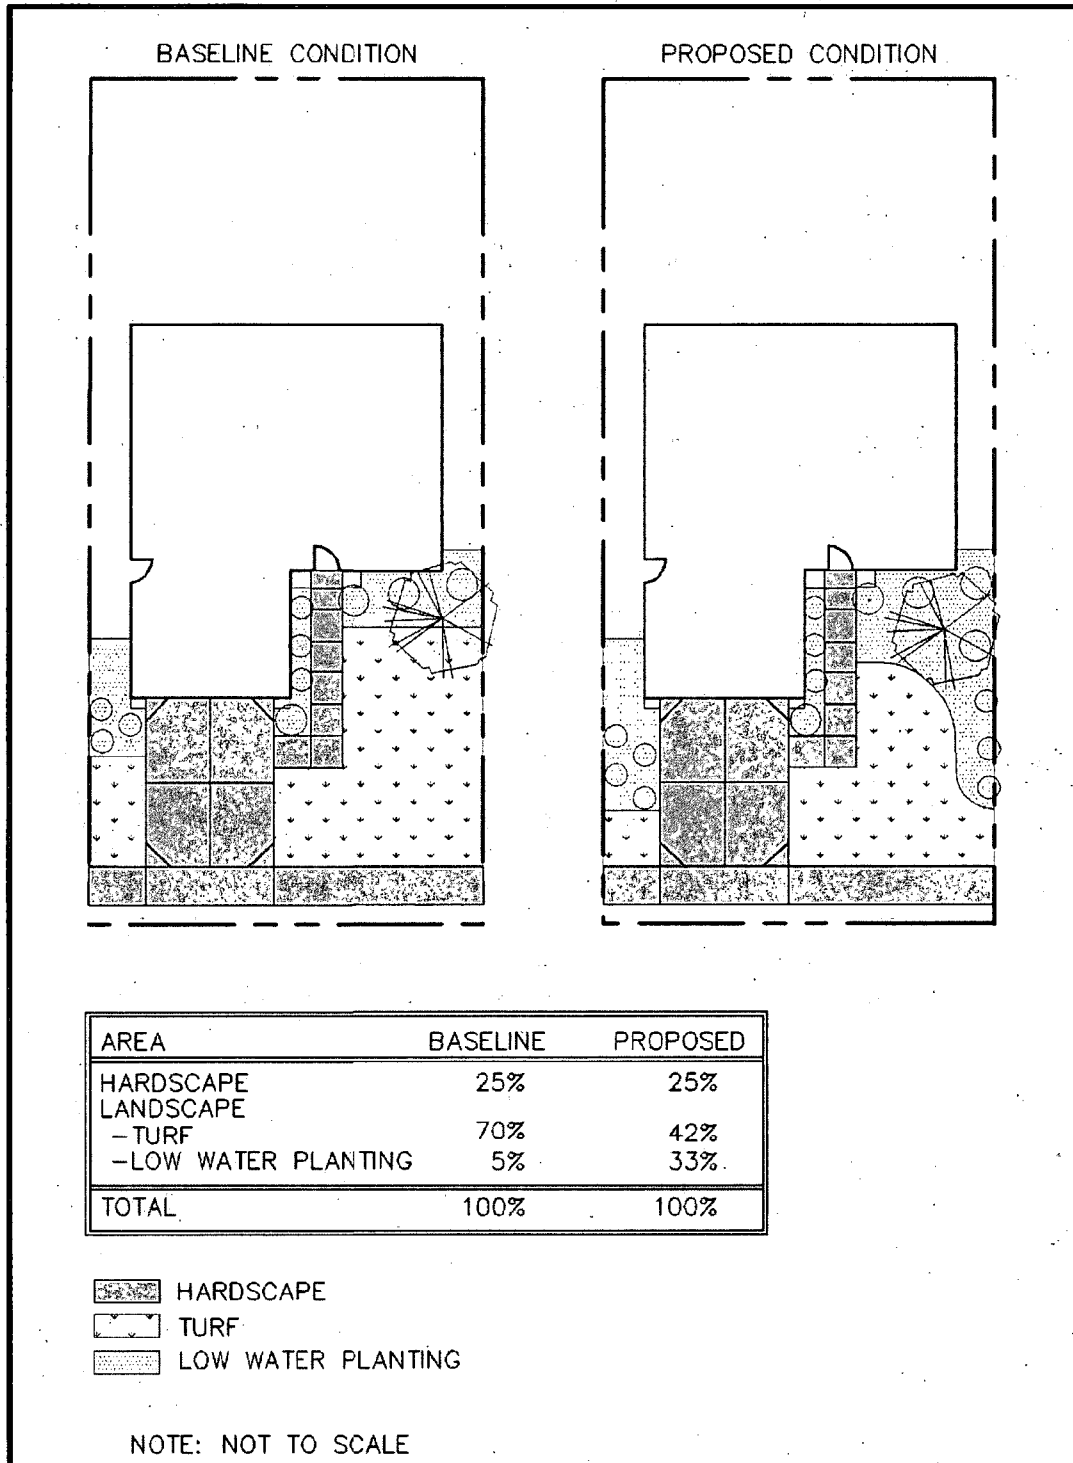 BASELINE CONDITION
PROPOSED CONDITION
AREA BASELINE PROPOSED
HARDSCAPE 25% 25%
LANDSCAPE
-TURF 70% 42%
-LOW WATER PLANTING 5% 33%
TOTAL 100% 100%
HARDSCAPE
TURF
LOW WATER PLANTING
NOTE: NOT TO SCALE